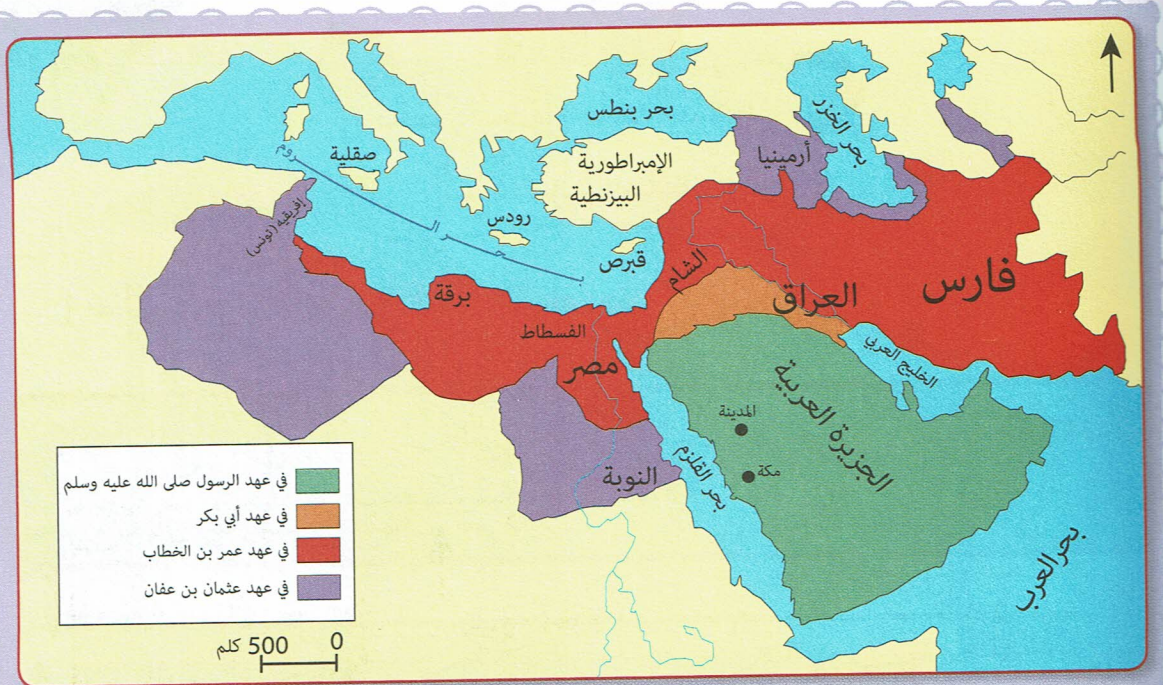 بحر بنطس
بحر الخزر
أرمينيا
الإمبراطورية
البيزنطية
صقلية
بحر الروم
رودس
قبرص
إفريقيه (تونس)
الشام
فارس
العراق
برقة
الفسطاط
مصر
الخليج العربي
الجزيرة العربية
المدينة
مكة
بحر القلزم
النوبة
بحر العرب
في عهد الرسول صلى الله عليه وسلم
في عهد أبي بكر
في عهد عمر بن الخطاب
في عهد عثمان بن عفان
0 500 كلم